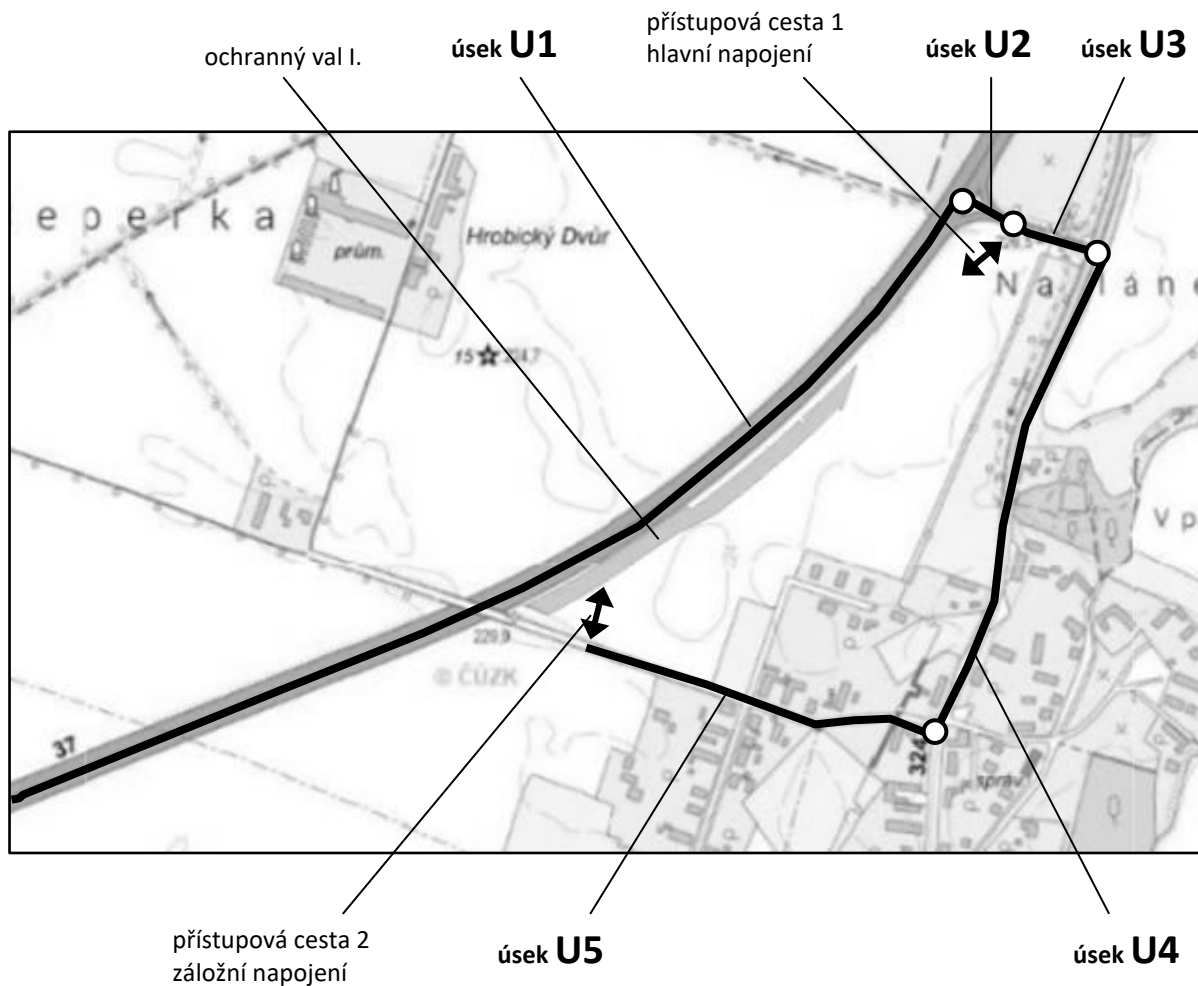 přístupová cesta 1
hlavní napojení
ochranný val I.
úsek U1
úsek U2
úsek U3
e p e r k a
Hrobický Dvůr
prům.
15
229.9
© ČÚZK
37
324
správ
přístupová cesta 2
záložní napojení
úsek U5
úsek U4